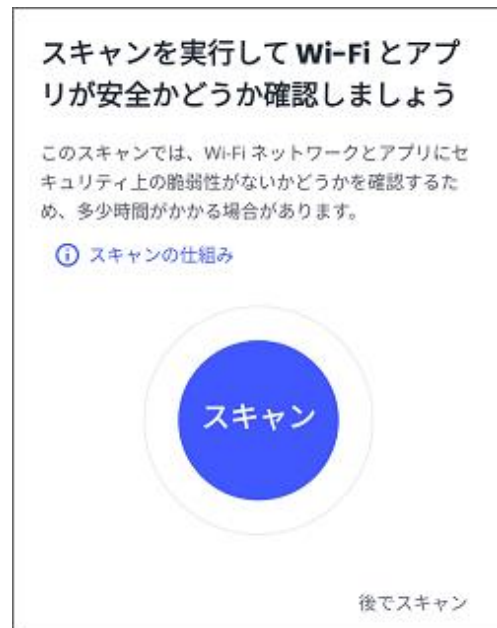 スキャンを実行して Wi-Fi とアプ
リが安全かどうか確認しましょう
このスキャンでは、Wi-Fi ネットワークとアプリにセ
キュリティ上の脆弱性がないかどうかを確認するた
め、多少時間がかかる場合があります。
スキャンの仕組み
スキャン
後でスキャン